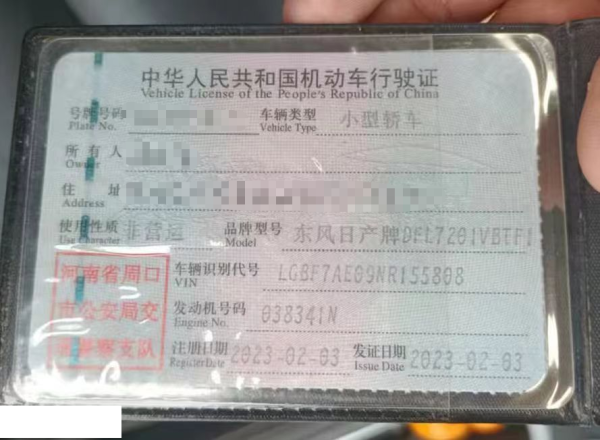 中华人民共和国机动车行驶证
Vehicle License of the People's Republic of China
号牌号码 车辆类型 小型轿车
Plate No. Vehicle Type
所有人
Owner
住址
Address
使用性质 非营运 品牌型号 东风日产牌DFL7201VBTF1
Use Character Model
河南省周口 车辆识别代号 LGBF7AE09NR155808
VIN
市公安局交 发动机号码 038341N
Engine No.
通警察支队 注册日期 2023-02-03 发证日期 2023-02-03
Register Date Issue Date